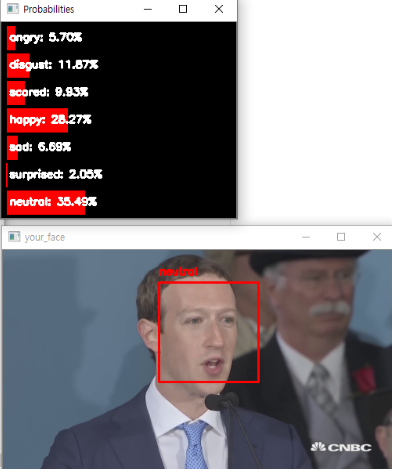 Probabilities
angry: 5.70%
disgust: 11.87%
scared: 9.93%
happy: 28.27%
sad: 6.69%
surprised: 2.05%
neutral: 35.49%
your_face
neutral
CNBC